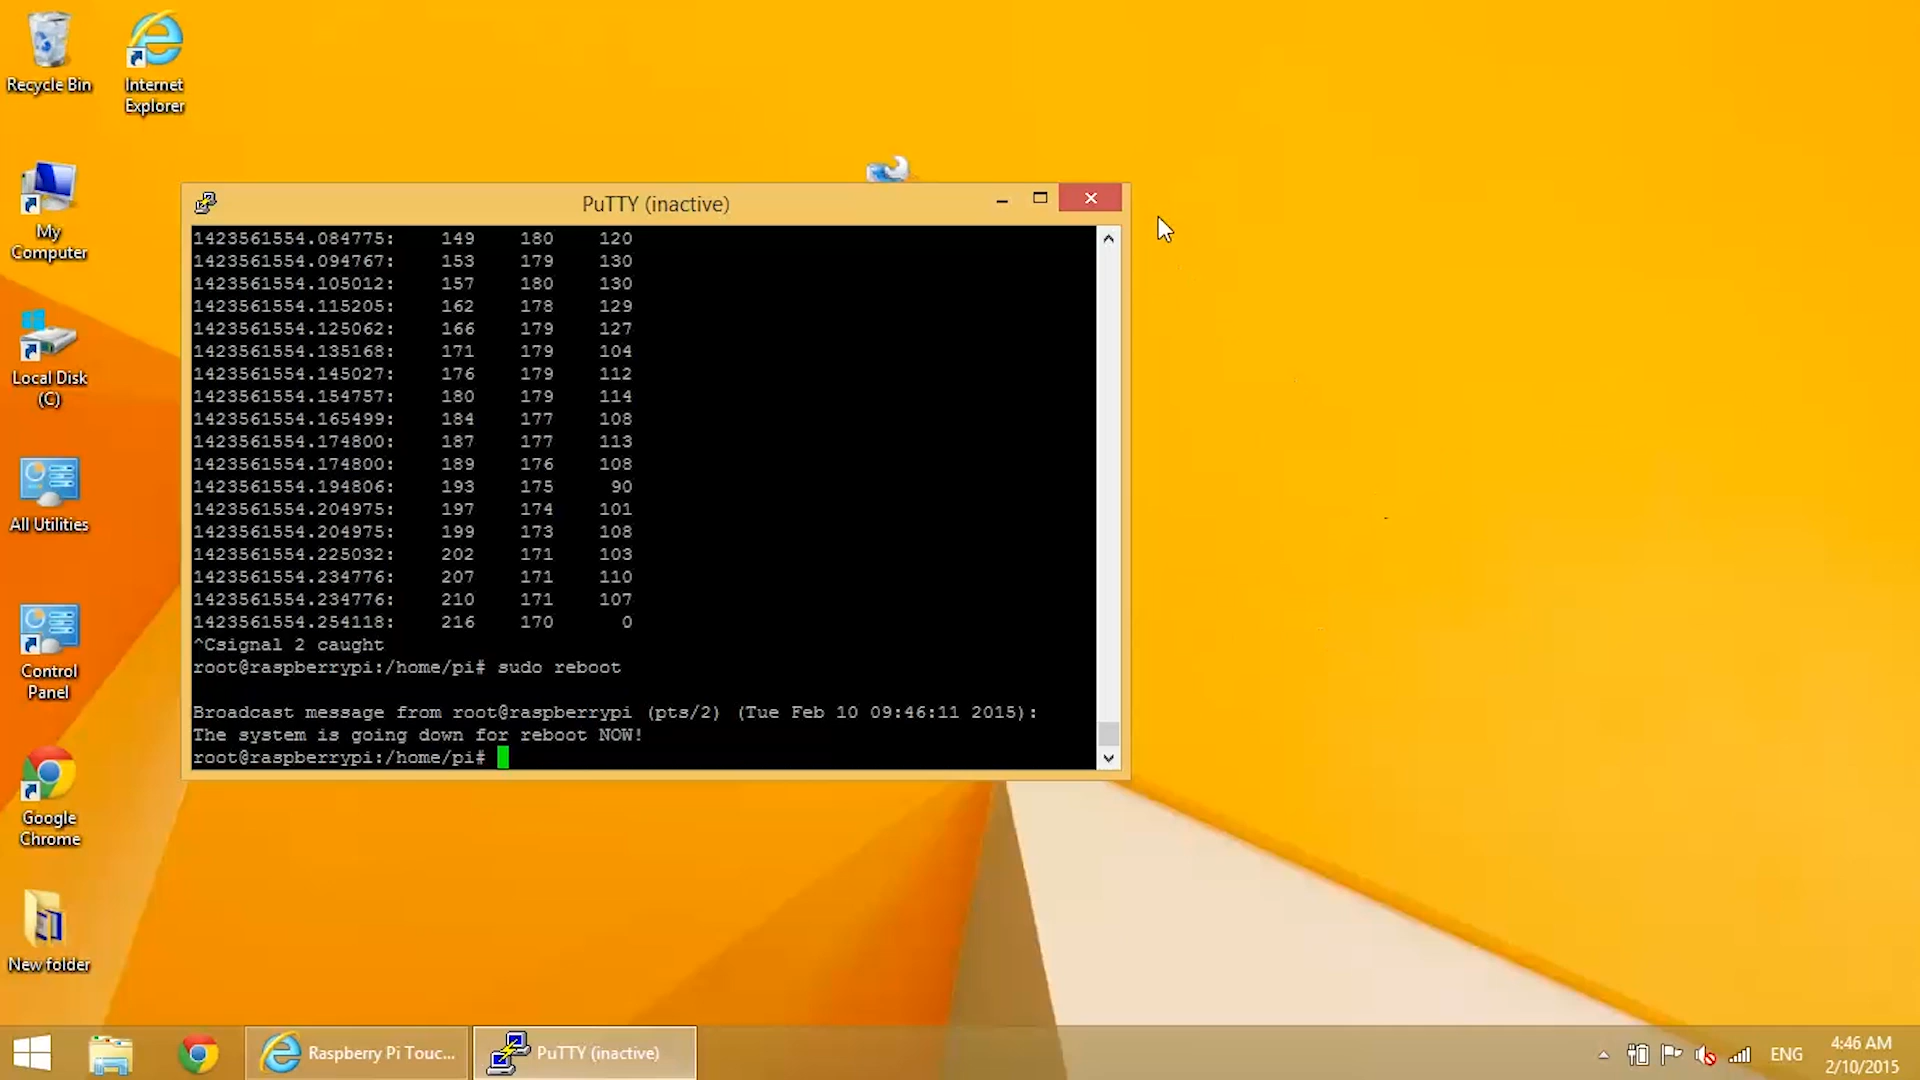 Recycle Bin
Internet
Explorer
My
Computer
Local Disk
(C)
All Utilities
Control
Panel
Google
Chrome
New folder
PuTTY (inactive)
1423561554.084775: 149 180 120
1423561554.094767: 153 179 130
1423561554.105012: 157 180 130
1423561554.115205: 162 178 129
1423561554.125062: 166 179 127
1423561554.135168: 171 179 104
1423561554.145027: 176 179 112
1423561554.154757: 180 179 114
1423561554.165499: 184 177 108
1423561554.174800: 187 177 113
1423561554.174800: 189 176 108
1423561554.194806: 193 175 90
1423561554.204975: 197 174 101
1423561554.204975: 199 173 108
1423561554.225032: 202 171 103
1423561554.234776: 207 171 110
1423561554.234776: 210 171 107
1423561554.254118: 216 170 0
^Csignal 2 caught
root@raspberrypi:/home/pi# sudo reboot
Broadcast message from root@raspberrypi (pts/2) (Tue Feb 10 09:46:11 2015):
The system is going down for reboot NOW!
root@raspberrypi:/home/pi#
Raspberry Pi Touc...
PuTTY (inactive)
ENG
4:46 AM
2/10/2015